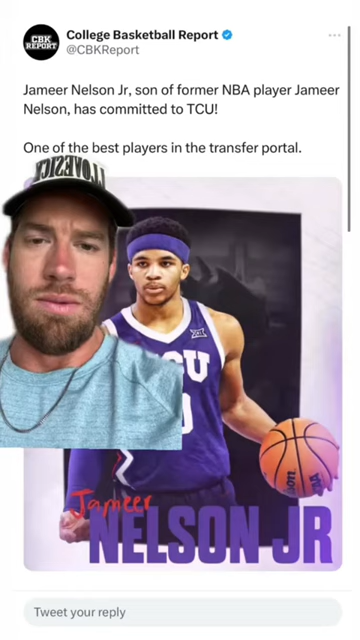 CBK
REPORT
College Basketball Report
@CBKReport
Jameer Nelson Jr, son of former NBA player Jameer
Nelson, has committed to TCU!
One of the best players in the transfer portal.
LOVESICK
CU
Jameer
NELSON JR
Tweet your reply